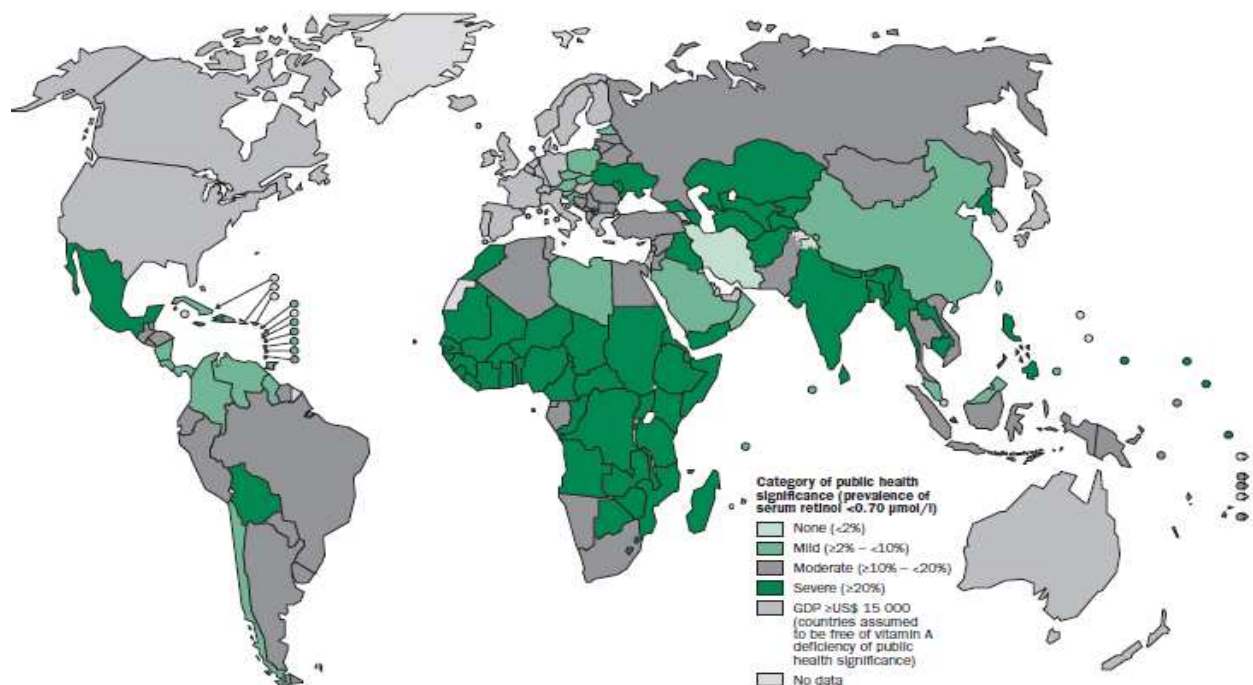 Category of public health
significance (prevalence of
serum retinol <0.70 µmol/l)
None (<2%)
Mild (≥2% – <10%)
Moderate (≥10% – <20%)
Severe (≥20%)
GDP ≥US$ 15 000
(countries assumed
to be free of vitamin A
deficiency of public
health significance)
No data